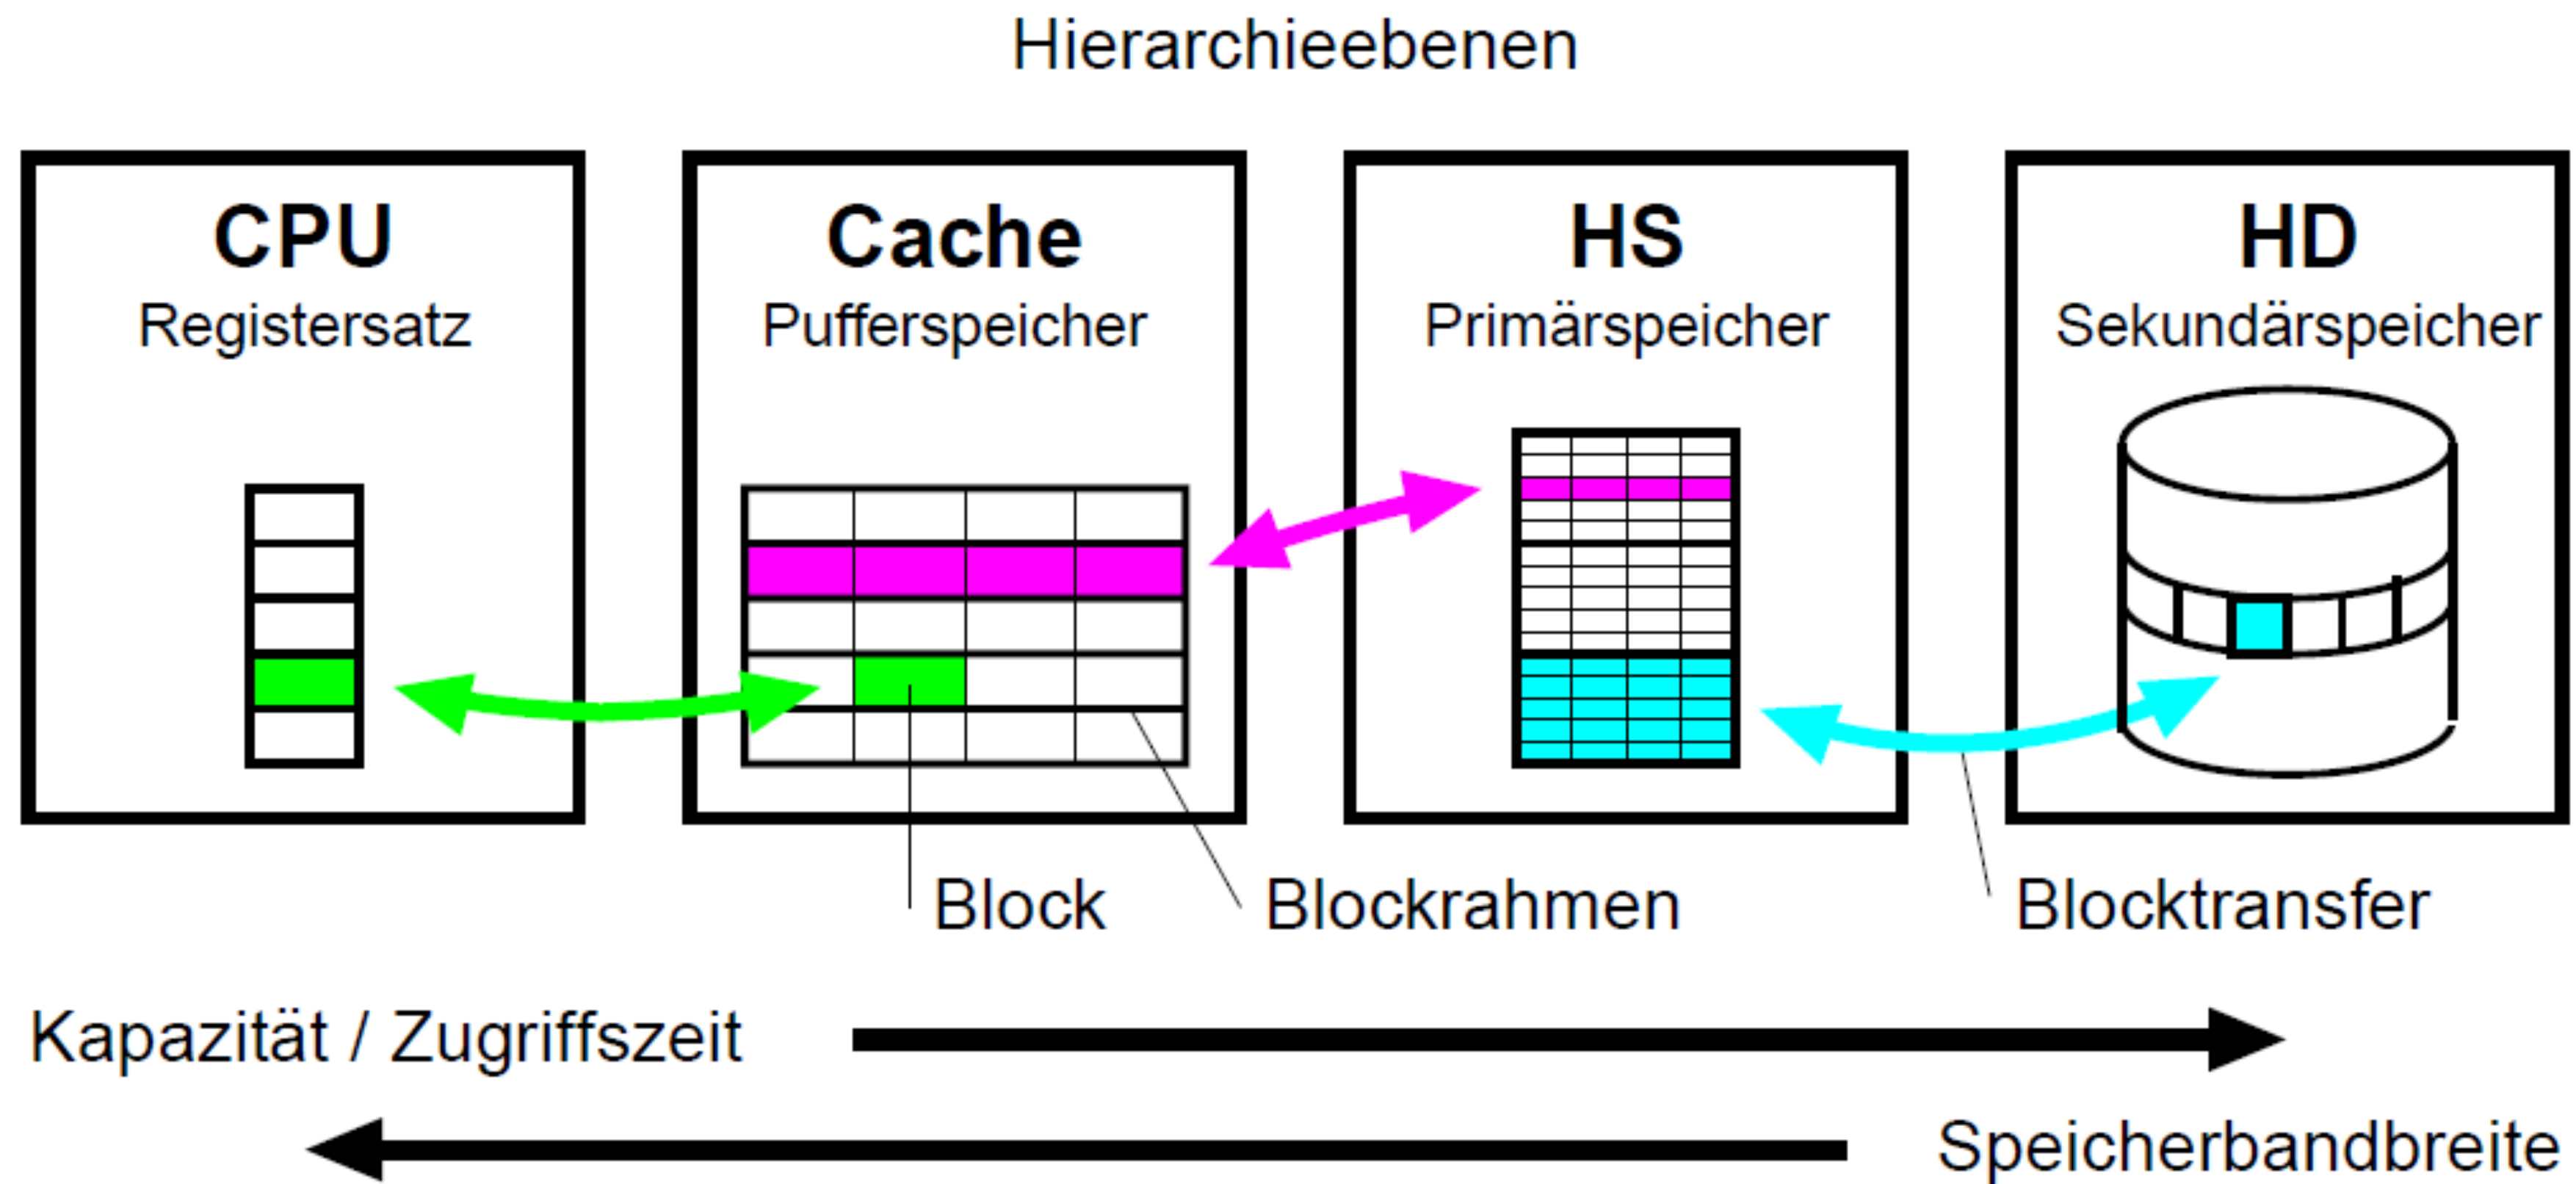 Hierarchieebenen
CPU
Registersatz
Cache
Pufferspeicher
HS
Primärspeicher
HD
Sekundärspeicher
Block
Blockrahmen
Blocktransfer
Kapazität / Zugriffszeit
Speicherbandbreite